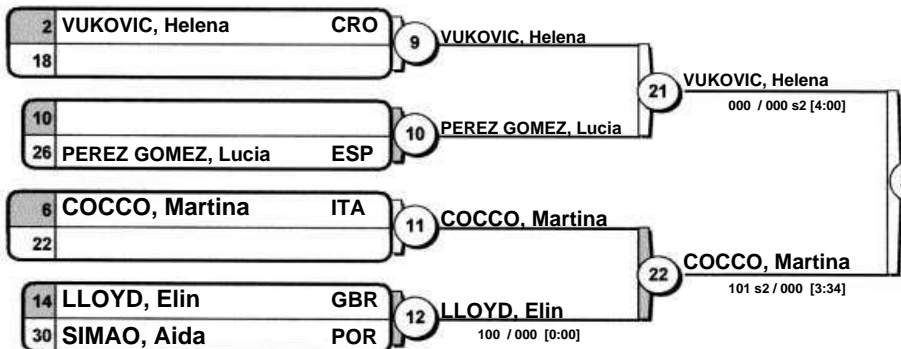 2 VUKOVIC, Helena CRO
18
9
VUKOVIC, Helena
21
VUKOVIC, Helena
000 / 000 s2 [4:00]
10
26 PEREZ GOMEZ, Lucia ESP
10
PEREZ GOMEZ, Lucia
6 COCCO, Martina ITA
22
11
COCCO, Martina
22
COCCO, Martina
101 s2 / 000 [3:34]
14 LLOYD, Elin GBR
30 SIMAO, Aida POR
12
LLOYD, Elin
100 / 000 [0:00]